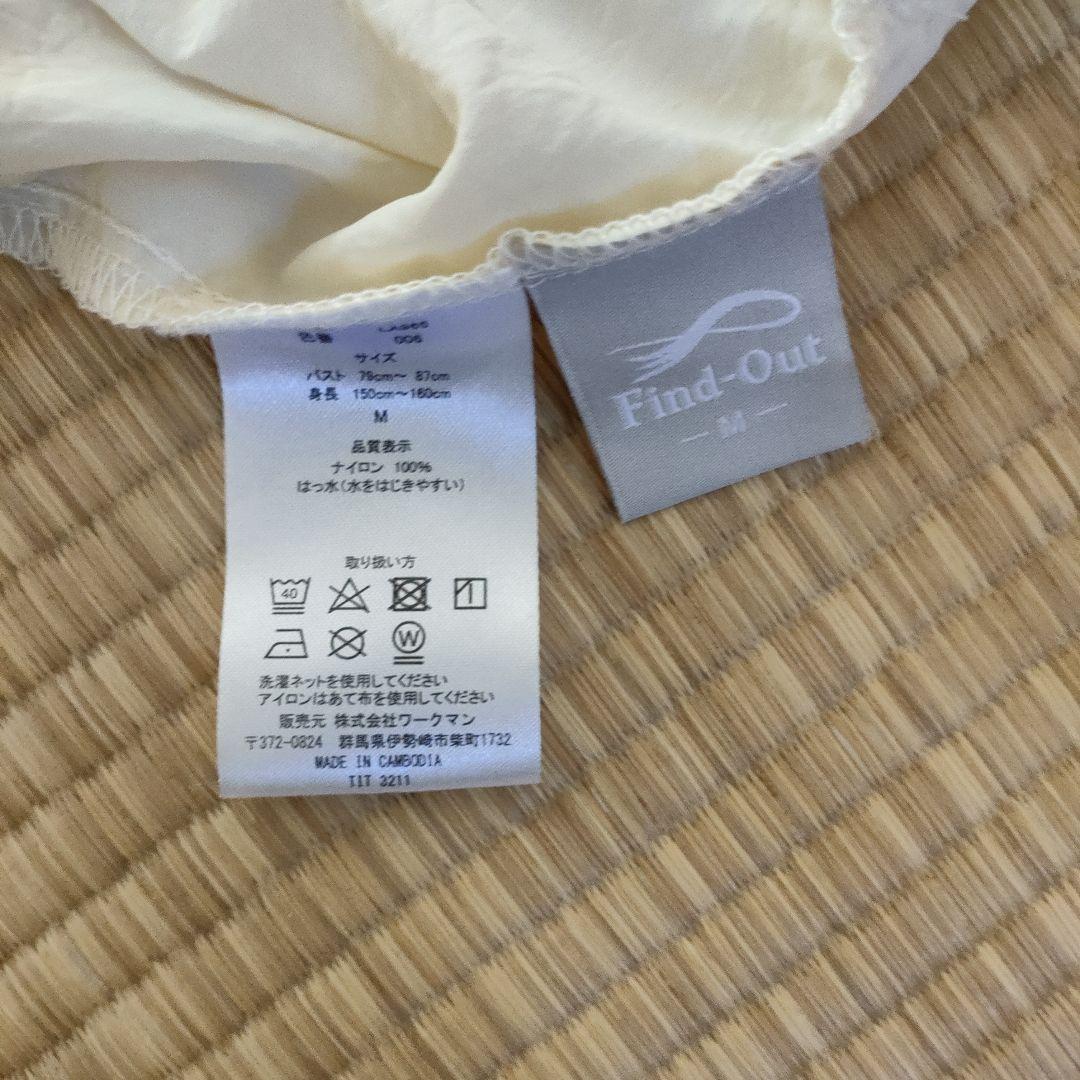 006
サイズ
バスト 79cm～ 87cm
身長 150cm～160cm
M
品質表示
ナイロン 100%
はっ水(水をはじきやすい)
取り扱い方
40
W
洗濯ネットを使用してください
アイロンはあて布を使用してください
販売元 株式会社ワークマン
〒372-0824 群馬県伊勢崎市柴町1732
MADE IN CAMBODIA
TIT 3211
Find-Out
— M —